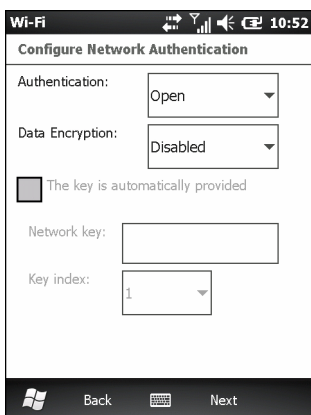 Wi-Fi 10:52
Configure Network Authentication
Authentication:
Open
Data Encryption:
Disabled
The key is automatically provided
Network key:
Key index:
1
Back Next